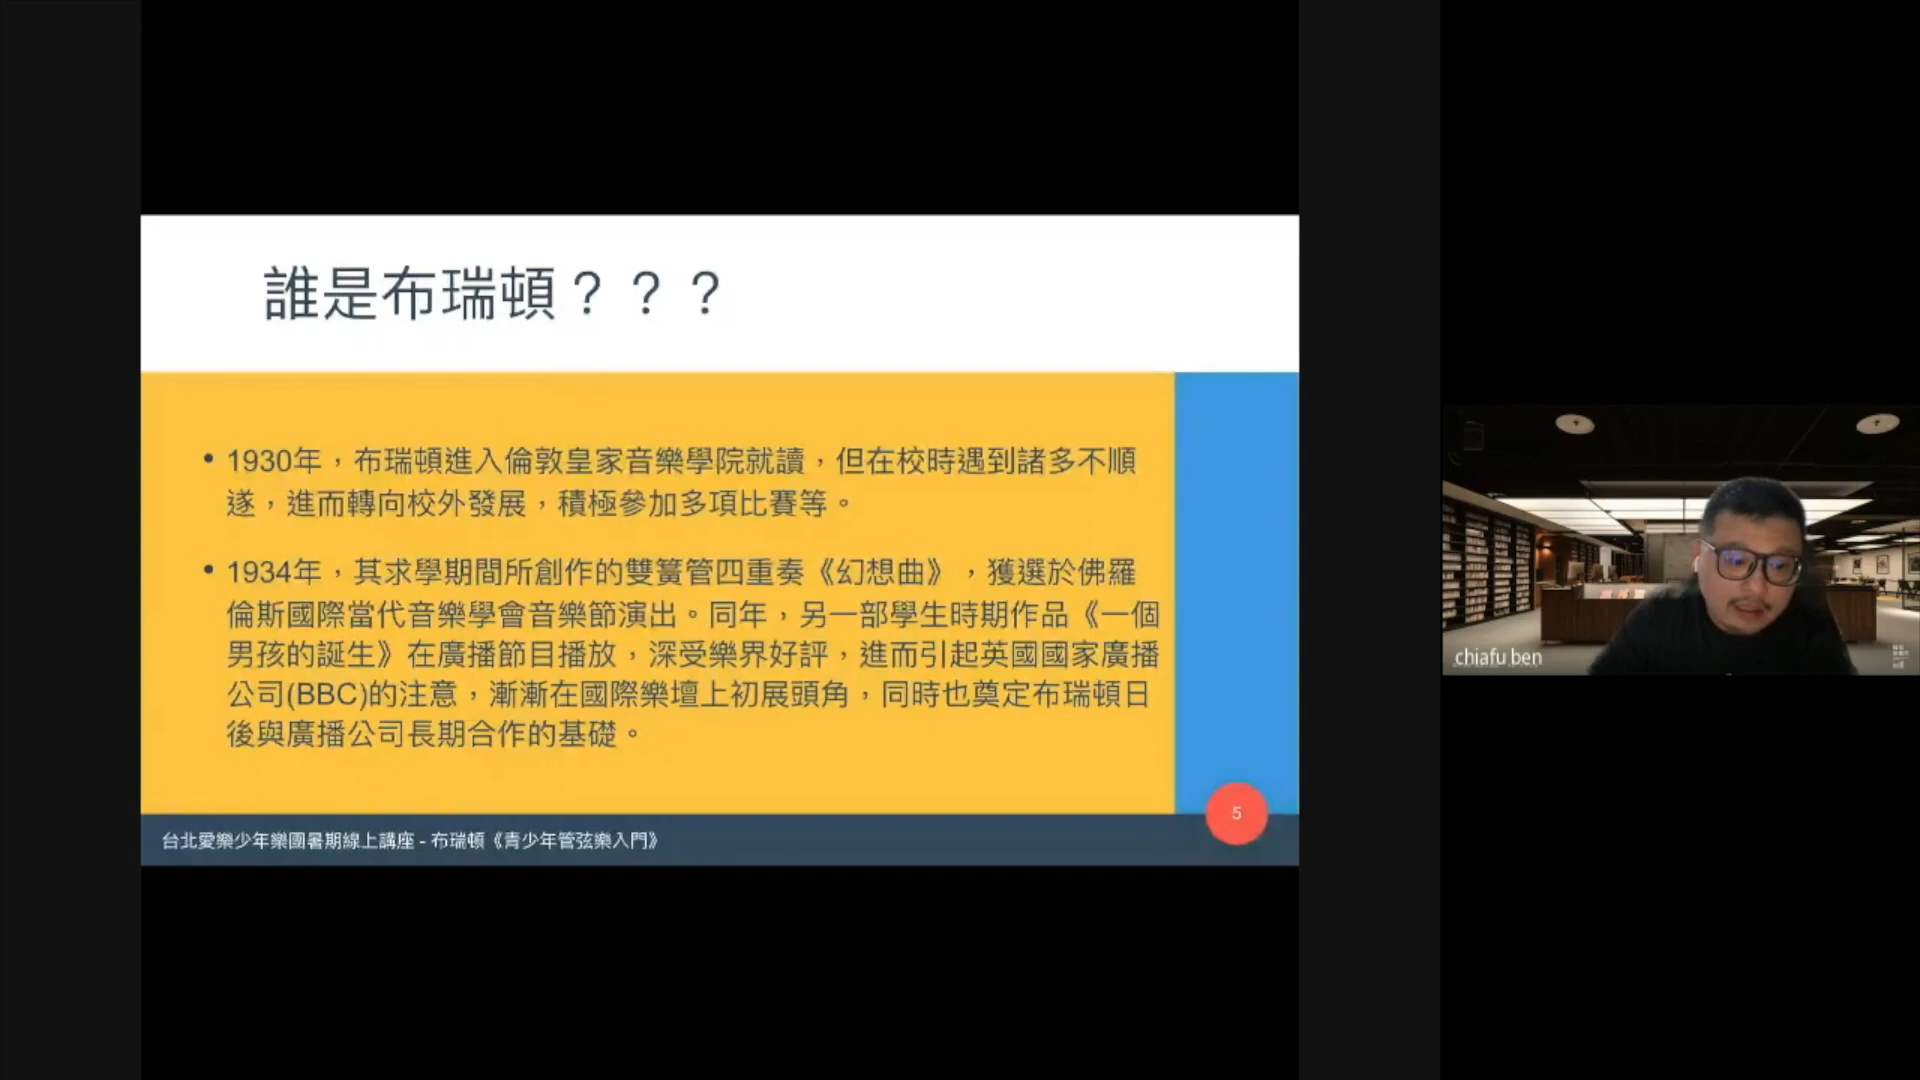 誰是布瑞頓？？？
• 1930年，布瑞頓進入倫敦皇家音樂學院就讀，但在校時遇到諸多不順
遂，進而轉向校外發展，積極參加多項比賽等。
• 1934年，其求學期間所創作的雙簧管四重奏《幻想曲》，獲選於佛羅
倫斯國際當代音樂學會音樂節演出。同年，另一部學生時期作品《一個
男孩的誕生》在廣播節目播放，深受樂界好評，進而引起英國國家廣播
公司(BBC)的注意，漸漸在國際樂壇上初展頭角，同時也奠定布瑞頓日
後與廣播公司長期合作的基礎。
5
台北愛樂少年樂團暑期線上講座 - 布瑞頓《青少年管弦樂入門》
chiafu ben